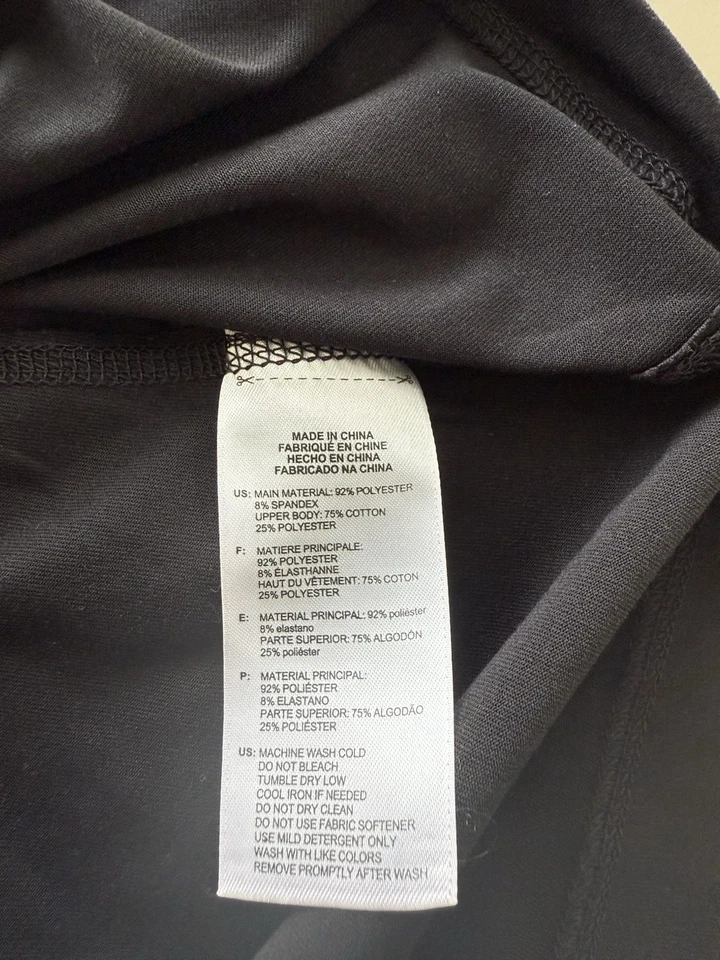 MADE IN CHINA
FABRIQUÉ EN CHINE
HECHO EN CHINA
FABRICADO NA CHINA
US: MAIN MATERIAL: 92% POLYESTER
8% SPANDEX
UPPER BODY: 75% COTTON
25% POLYESTER
F: MATIERE PRINCIPALE:
92% POLYESTER
8% ÉLASTHANNE
HAUT DU VÊTEMENT: 75% COTON
25% POLYESTER
E: MATERIAL PRINCIPAL: 92% poliéster
8% elastano
PARTE SUPERIOR: 75% ALGODÓN
25% poliéster
P: MATERIAL PRINCIPAL:
92% POLIÉSTER
8% ELASTANO
PARTE SUPERIOR: 75% ALGODÃO
25% POLIÉSTER
US: MACHINE WASH COLD
DO NOT BLEACH
TUMBLE DRY LOW
COOL IRON IF NEEDED
DO NOT DRY CLEAN
DO NOT USE FABRIC SOFTENER
USE MILD DETERGENT ONLY
WASH WITH LIKE COLORS
REMOVE PROMPTLY AFTER WASH